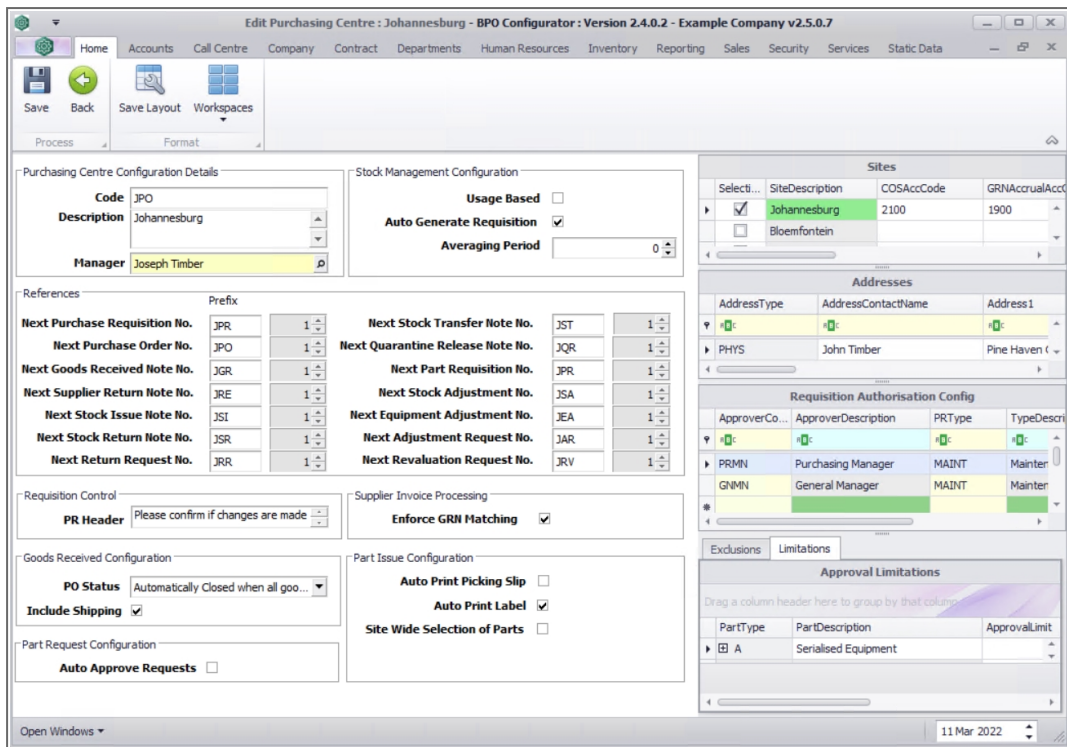 Edit Purchasing Centre : Johannesburg - BPO Configurator : Version 2.4.0.2 - Example Company v2.5.0.7
Home Accounts Call Centre Company Contract Departments Human Resources Inventory Reporting Sales Security Services Static Data
Save Back Save Layout Workspaces
Process Format
Purchasing Centre Configuration Details
Code JPO
Description Johannesburg
Manager Joseph Timber
Stock Management Configuration
Usage Based
Auto Generate Requisition
Averaging Period 0
References
Prefix
Next Purchase Requisition No. JPR 1
Next Purchase Order No. JPO 1
Next Goods Received Note No. JGR 1
Next Supplier Return Note No. JRE 1
Next Stock Issue Note No. JSI 1
Next Stock Return Note No. JSR 1
Next Return Request No. JRR 1
Next Stock Transfer Note No. JST 1
Next Quarantine Release Note No. JQR 1
Next Part Requisition No. JPR 1
Next Stock Adjustment No. JSA 1
Next Equipment Adjustment No. JEA 1
Next Adjustment Request No. JAR 1
Next Revaluation Request No. JRV 1
Requisition Control
PR Header Please confirm if changes are made
Supplier Invoice Processing
Enforce GRN Matching
Goods Received Configuration
PO Status Automatically Closed when all goo...
Include Shipping
Part Request Configuration
Auto Approve Requests
Part Issue Configuration
Auto Print Picking Slip
Auto Print Label
Site Wide Selection of Parts
Sites
Selecti... SiteDescription COSAccCode GRNAccrualAccC
Johannesburg 2100 1900
Bloemfontein
Addresses
AddressType AddressContactName Address1
PHYS John Timber Pine Haven (
Requisition Authorisation Config
ApproverCo... ApproverDescription PRType TypeDescri
PRMN Purchasing Manager MAINT Mainten
GNMN General Manager MAINT Mainten
Exclusions Limitations
Approval Limitations
Drag a column header here to group by that column
PartType PartDescription ApprovalLimit
A Serialised Equipment
Open Windows 11 Mar 2022